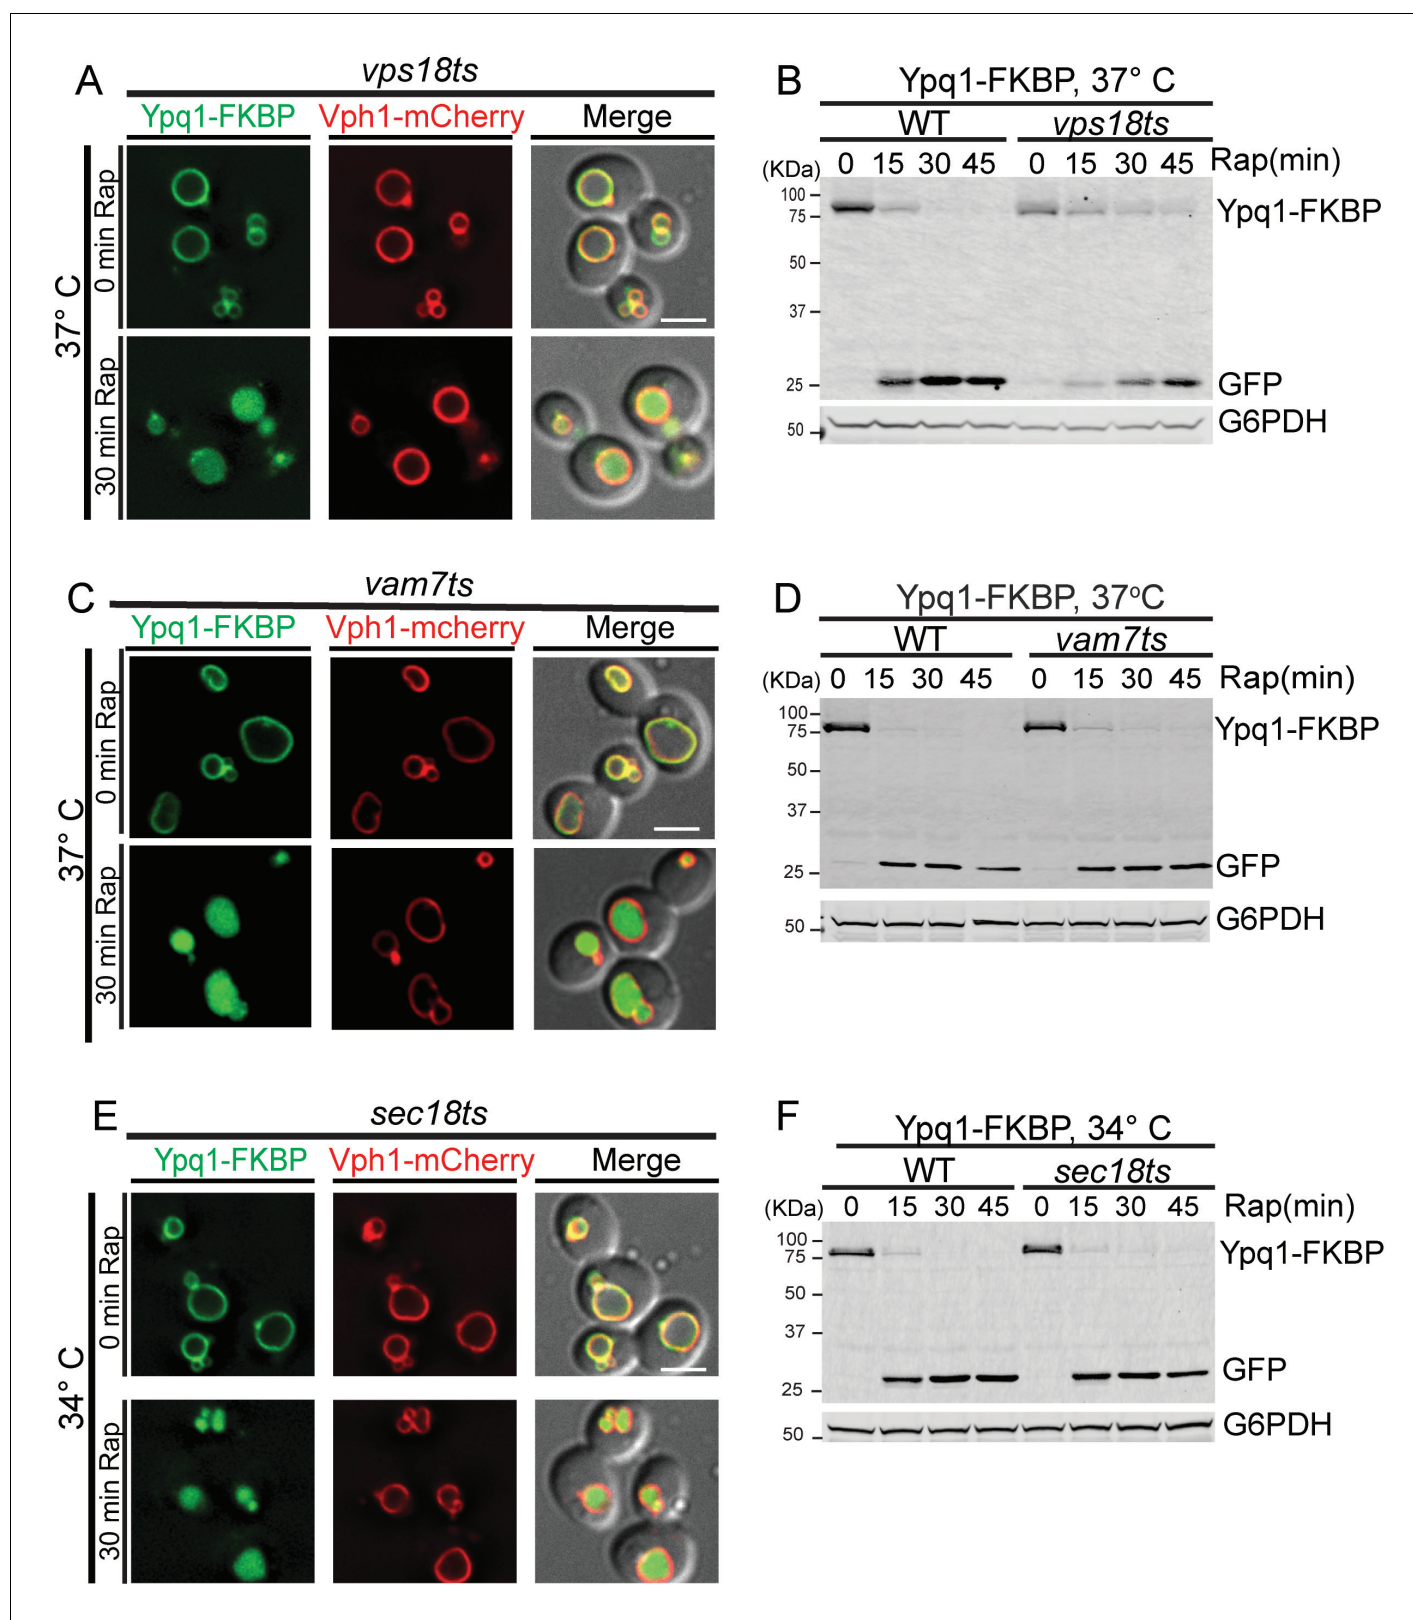 A
vps18ts
Ypq1-FKBP Vph1-mCherry Merge
37° C
0 min Rap
30 min Rap
B
Ypq1-FKBP, 37° C
WT vps18ts
(KDa) 0 15 30 45 0 15 30 45 Rap(min)
100
75
Ypq1-FKBP
50
37
25
GFP
50
G6PDH
C
vam7ts
Ypq1-FKBP Vph1-mcherry Merge
37° C
0 min Rap
30 min Rap
D
Ypq1-FKBP, 37°C
WT vam7ts
(KDa) 0 15 30 45 0 15 30 45 Rap(min)
100
75
Ypq1-FKBP
50
37
25
GFP
50
G6PDH
E
sec18ts
Ypq1-FKBP Vph1-mCherry Merge
34° C
0 min Rap
30 min Rap
F
Ypq1-FKBP, 34° C
WT sec18ts
(KDa) 0 15 30 45 0 15 30 45 Rap(min)
100
75
Ypq1-FKBP
50
37
25
GFP
50
G6PDH